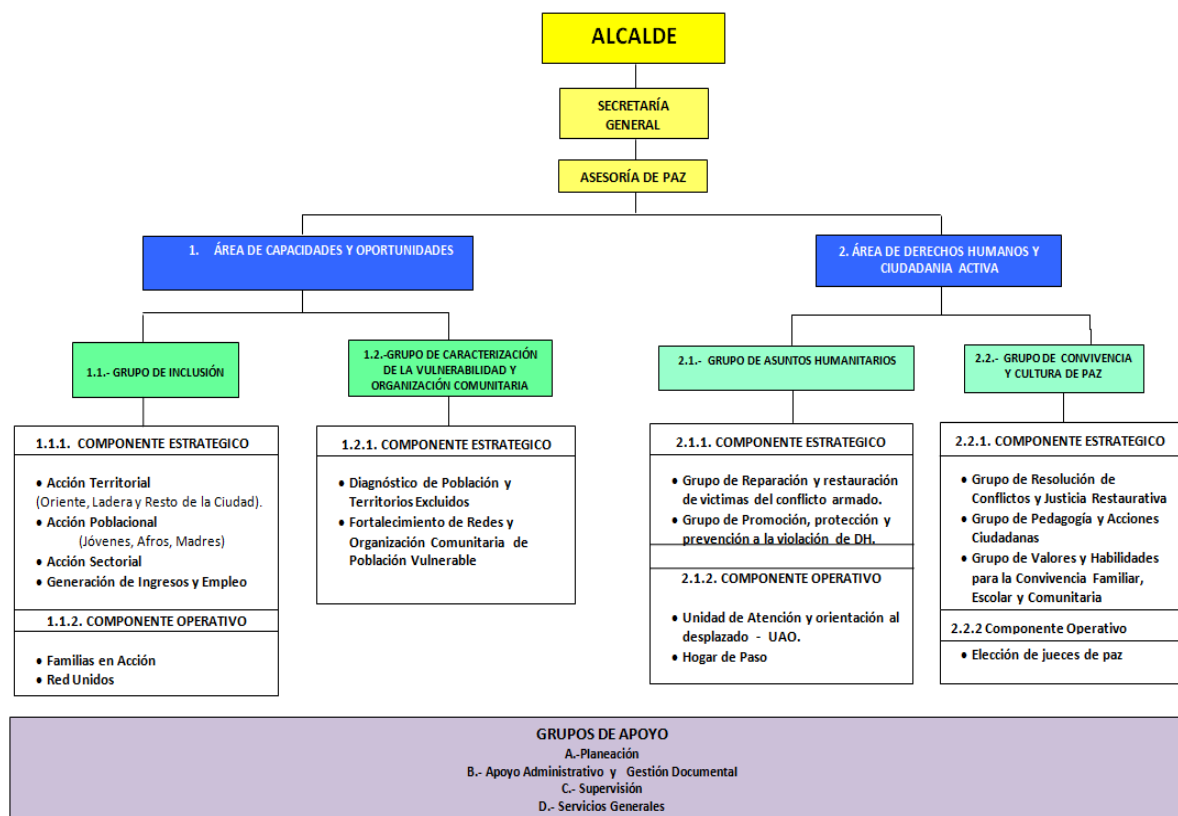 ALCALDE
SECRETARÍA
GENERAL
ASESORÍA DE PAZ
1. ÁREA DE CAPACIDADES Y OPORTUNIDADES
2. ÁREA DE DERECHOS HUMANOS Y
CIUDADANIA ACTIVA
1.1.- GRUPO DE INCLUSIÓN
1.2.-GRUPO DE CARACTERIZACIÓN
DE LA VULNERABILIDAD Y
ORGANIZACIÓN COMUNITARIA
2.1.- GRUPO DE ASUNTOS HUMANITARIOS
2.2.- GRUPO DE CONVIVENCIA
Y CULTURA DE PAZ
1.1.1. COMPONENTE ESTRATEGICO
• Acción Territorial
(Oriente, Ladera y Resto de la Ciudad).
• Acción Poblacional
(Jóvenes, Afros, Madres)
• Acción Sectorial
• Generación de Ingresos y Empleo
1.1.2. COMPONENTE OPERATIVO
• Familias en Acción
• Red Unidos
1.2.1. COMPONENTE ESTRATEGICO
• Diagnóstico de Población y
Territorios Excluidos
• Fortalecimiento de Redes y
Organización Comunitaria de
Población Vulnerable
2.1.1. COMPONENTE ESTRATEGICO
• Grupo de Reparación y restauración
de victimas del conflicto armado.
• Grupo de Promoción, protección y
prevención a la violación de DH.
2.1.2. COMPONENTE OPERATIVO
• Unidad de Atención y orientación al
desplazado - UAO.
• Hogar de Paso
2.2.1. COMPONENTE ESTRATEGICO
• Grupo de Resolución de
Conflictos y Justicia Restaurativa
• Grupo de Pedagogía y Acciones
Ciudadanas
• Grupo de Valores y Habilidades
para la Convivencia Familiar,
Escolar y Comunitaria
2.2.2 Componente Operativo
• Elección de jueces de paz
GRUPOS DE APOYO
A.-Planeación
B.- Apoyo Administrativo y Gestión Documental
C.- Supervisión
D.- Servicios Generales